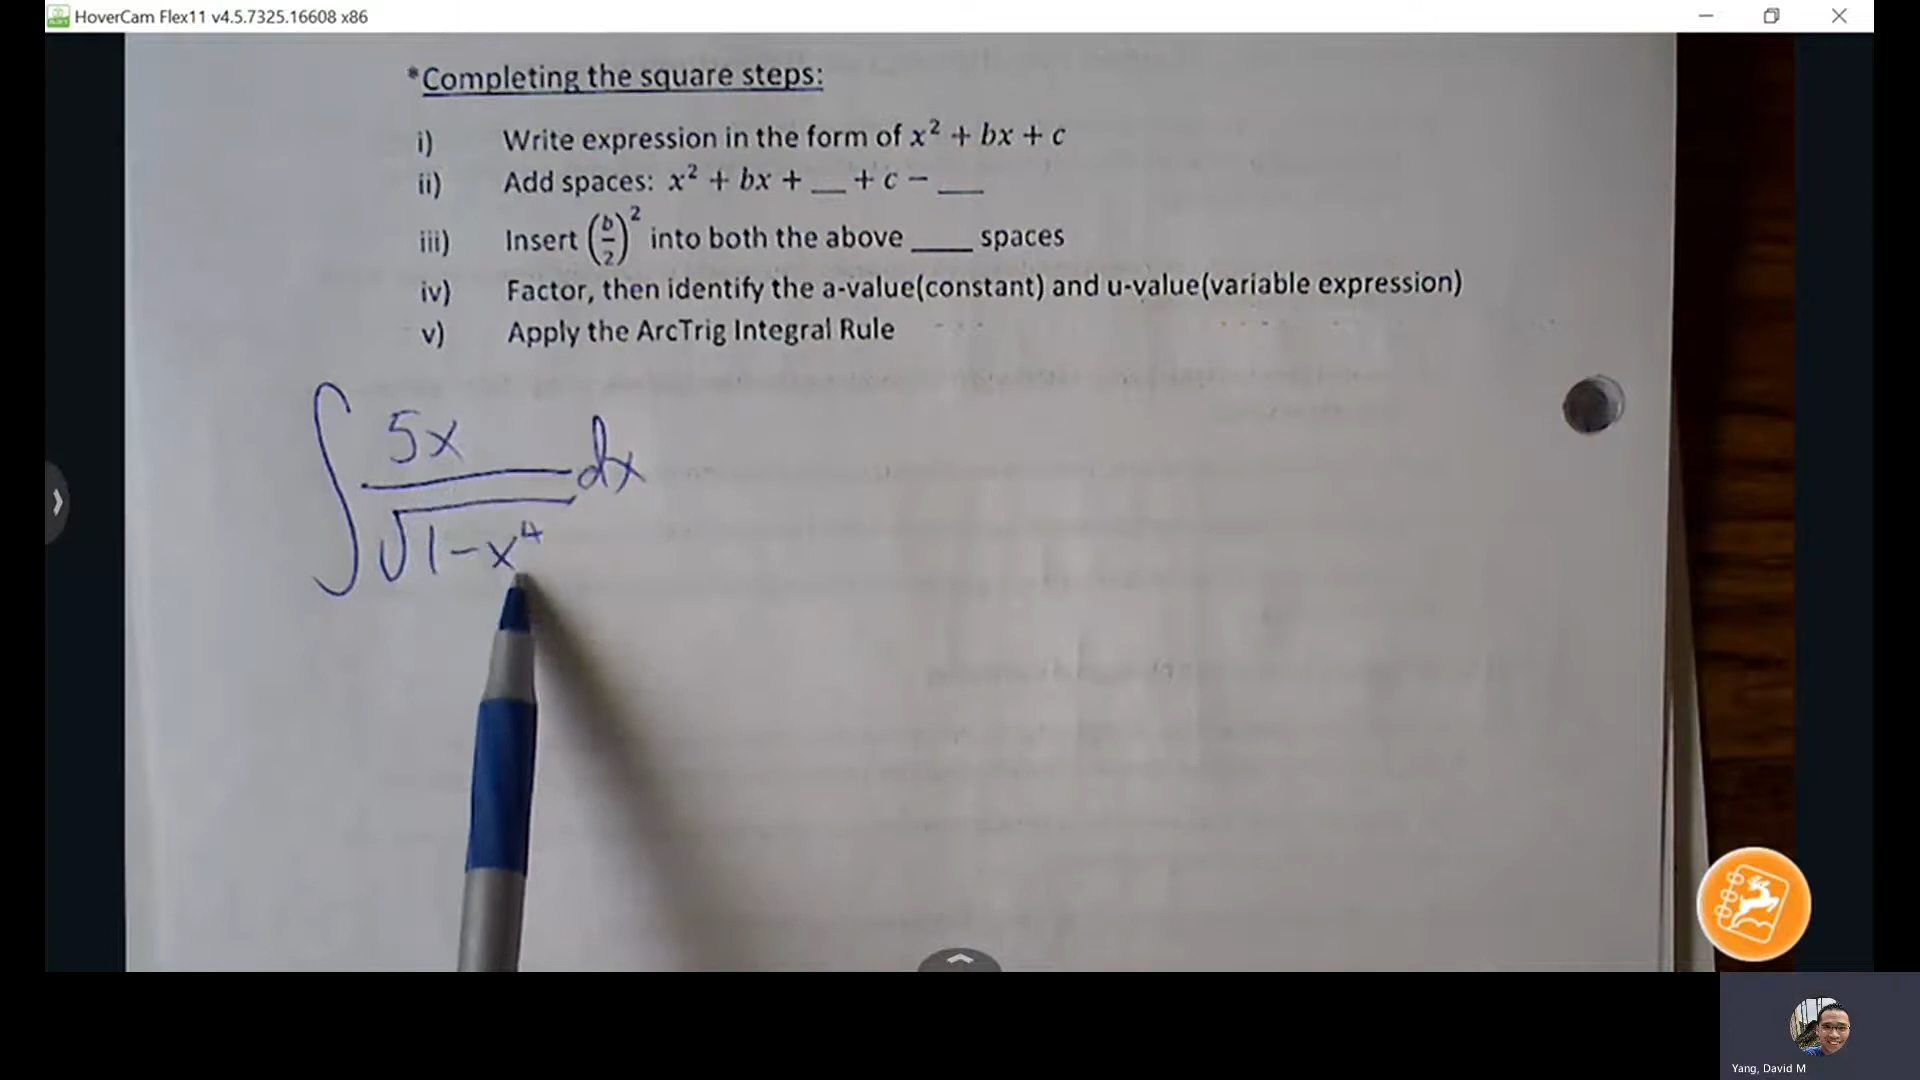 HoverCam Flex11 v4.5.7325.16608 x86
*Completing the square steps:
i) Write expression in the form of x² + bx + c
ii) Add spaces: x² + bx + __ + c − ___
iii) Insert (b/2)² into both the above ____ spaces
iv) Factor, then identify the a-value(constant) and u-value(variable expression)
v) Apply the ArcTrig Integral Rule
∫ 5x/√(1-x⁴) dx
Yang, David M